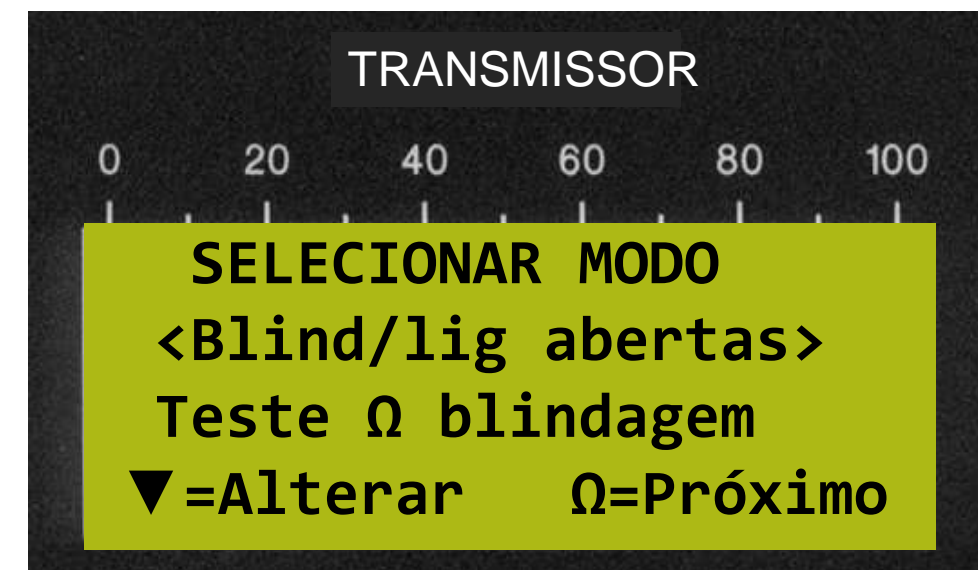 TRANSMISSOR
0 20 40 60 80 100
SELECIONAR MODO
<Blind/lig abertas>
Teste Ω blindagem
▼=Alterar Ω=Próximo